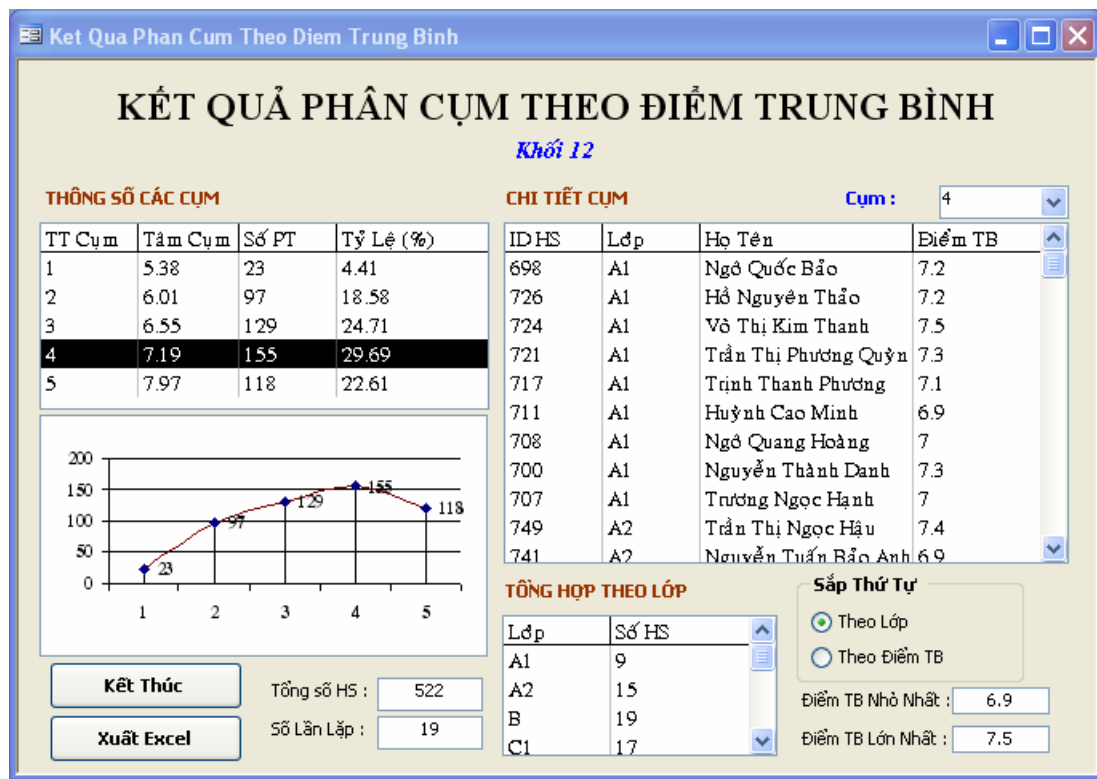 Ket Qua Phan Cum Theo Diem Trung Binh
KẾT QUẢ PHÂN CỤM THEO ĐIỂM TRUNG BÌNH
Khối 12
THÔNG SỐ CÁC CỤM
TT Cụm Tâm Cụm Số PT Tỷ Lệ (%)
1 5.38 23 4.41
2 6.01 97 18.58
3 6.55 129 24.71
4 7.19 155 29.69
5 7.97 118 22.61
200
150
100
50
0
23
97
129
155
118
1 2 3 4 5
Kết Thúc
Xuất Excel
Tổng số HS : 522
Số Lần Lặp : 19
CHI TIẾT CỤM Cụm : 4
ID HS Lớp Họ Tên Điểm TB
698 A1 Ngô Quốc Bảo 7.2
726 A1 Hồ Nguyên Thảo 7.2
724 A1 Võ Thị Kim Thanh 7.5
721 A1 Trần Thị Phương Quỳn 7.3
717 A1 Trịnh Thanh Phương 7.1
711 A1 Huỳnh Cao Minh 6.9
708 A1 Ngô Quang Hoàng 7
700 A1 Nguyễn Thành Danh 7.3
707 A1 Trương Ngọc Hạnh 7
749 A2 Trần Thị Ngọc Hậu 7.4
741 A2 Nguyễn Tuấn Bảo Anh 6.9
TỔNG HỢP THEO LỚP
Lớp Số HS
A1 9
A2 15
B 19
C1 17
Sắp Thứ Tự
Theo Lớp
Theo Điểm TB
Điểm TB Nhỏ Nhất : 6.9
Điểm TB Lớn Nhất : 7.5